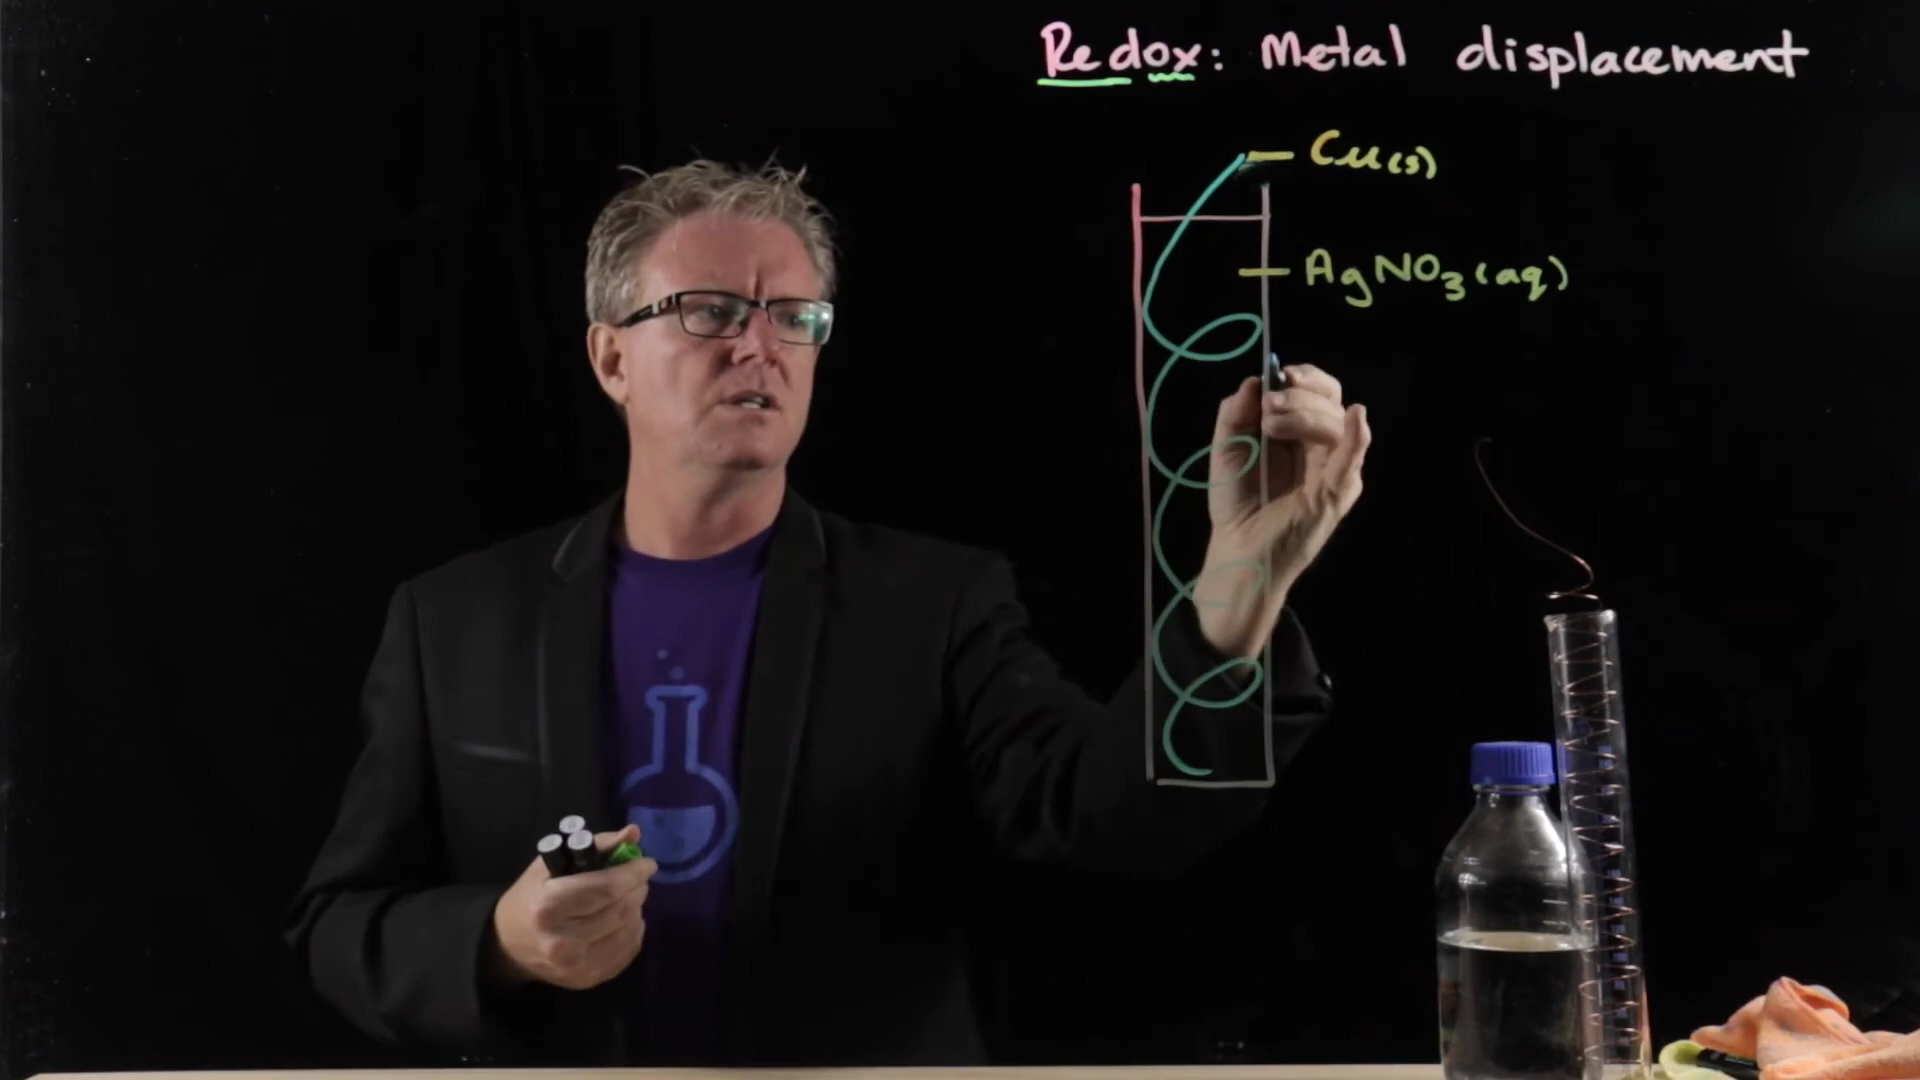 Redox: Metal displacement
Cu(s)
AgNO₃(aq)